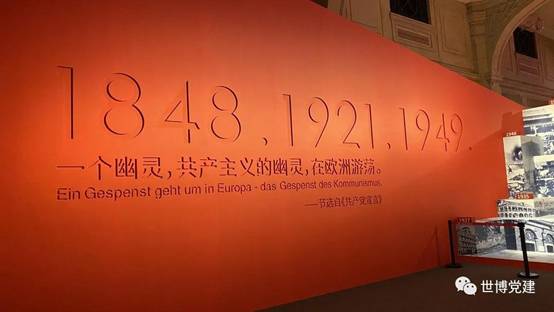 1848.1921.1949.
一个幽灵，共产主义的幽灵，在欧洲游荡。
Ein Gespenst geht um in Europa - das Gespenst des Kommunismus.
——节选自《共产党宣言》
1948
世博党建